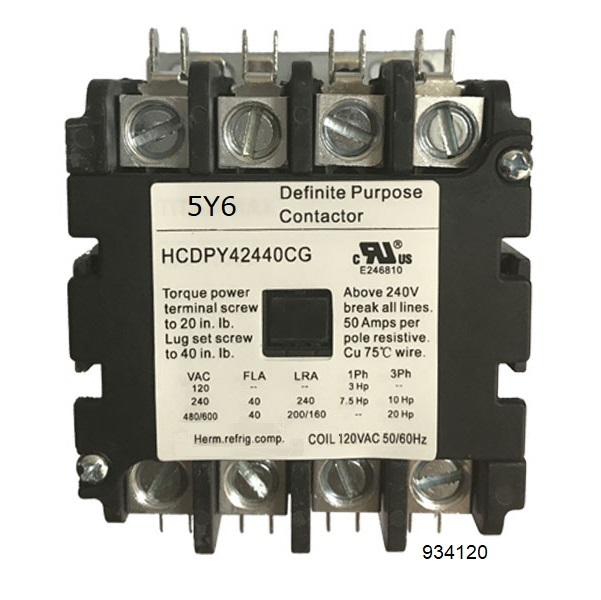 5Y6
Definite Purpose
Contactor
HCDPY42440CG
c RU US
E246810
Torque power
terminal screw
to 20 in. lb.
Lug set screw
to 40 in. lb.
Above 240V
break all lines.
50 Amps per
pole resistive.
Cu 75℃ wire.
VAC FLA LRA 1Ph 3Ph
120 -- -- 3 Hp --
240 40 240 7.5 Hp 10 Hp
480/600 40 200/160 -- 20 Hp
Herm.refrig.comp. COIL 120VAC 50/60Hz
934120